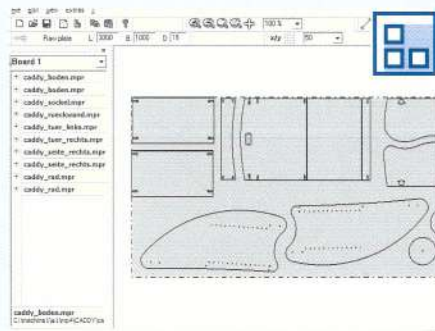 Raw plate L 3000 B 1000 D 16
100 %
x/y 50
Board 1
+ caddy_boden.mpr
+ caddy_boden.mpr
+ caddy_sockel.mpr
+ caddy_rueckwand.mpr
+ caddy_tuer_links.mpr
+ caddy_tuer_rechts.mpr
+ caddy_seite_rechts.mpr
+ caddy_seite_rechts.mpr
+ caddy_rad.mpr
+ caddy_rad.mpr
caddy_boden.mpr